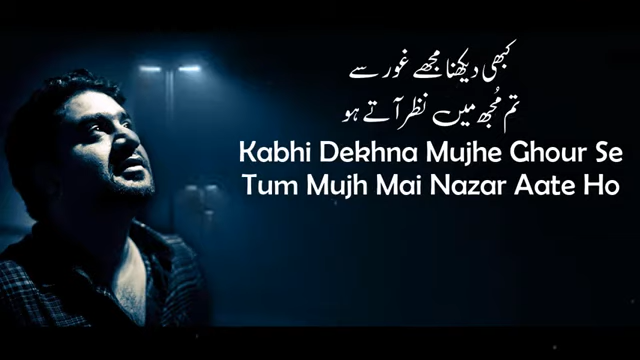 کبھی دیکھنا مجھے غور سے
تم مُجھ میں نظر آتے ہو
Kabhi Dekhna Mujhe Ghour Se
Tum Mujh Mai Nazar Aate Ho